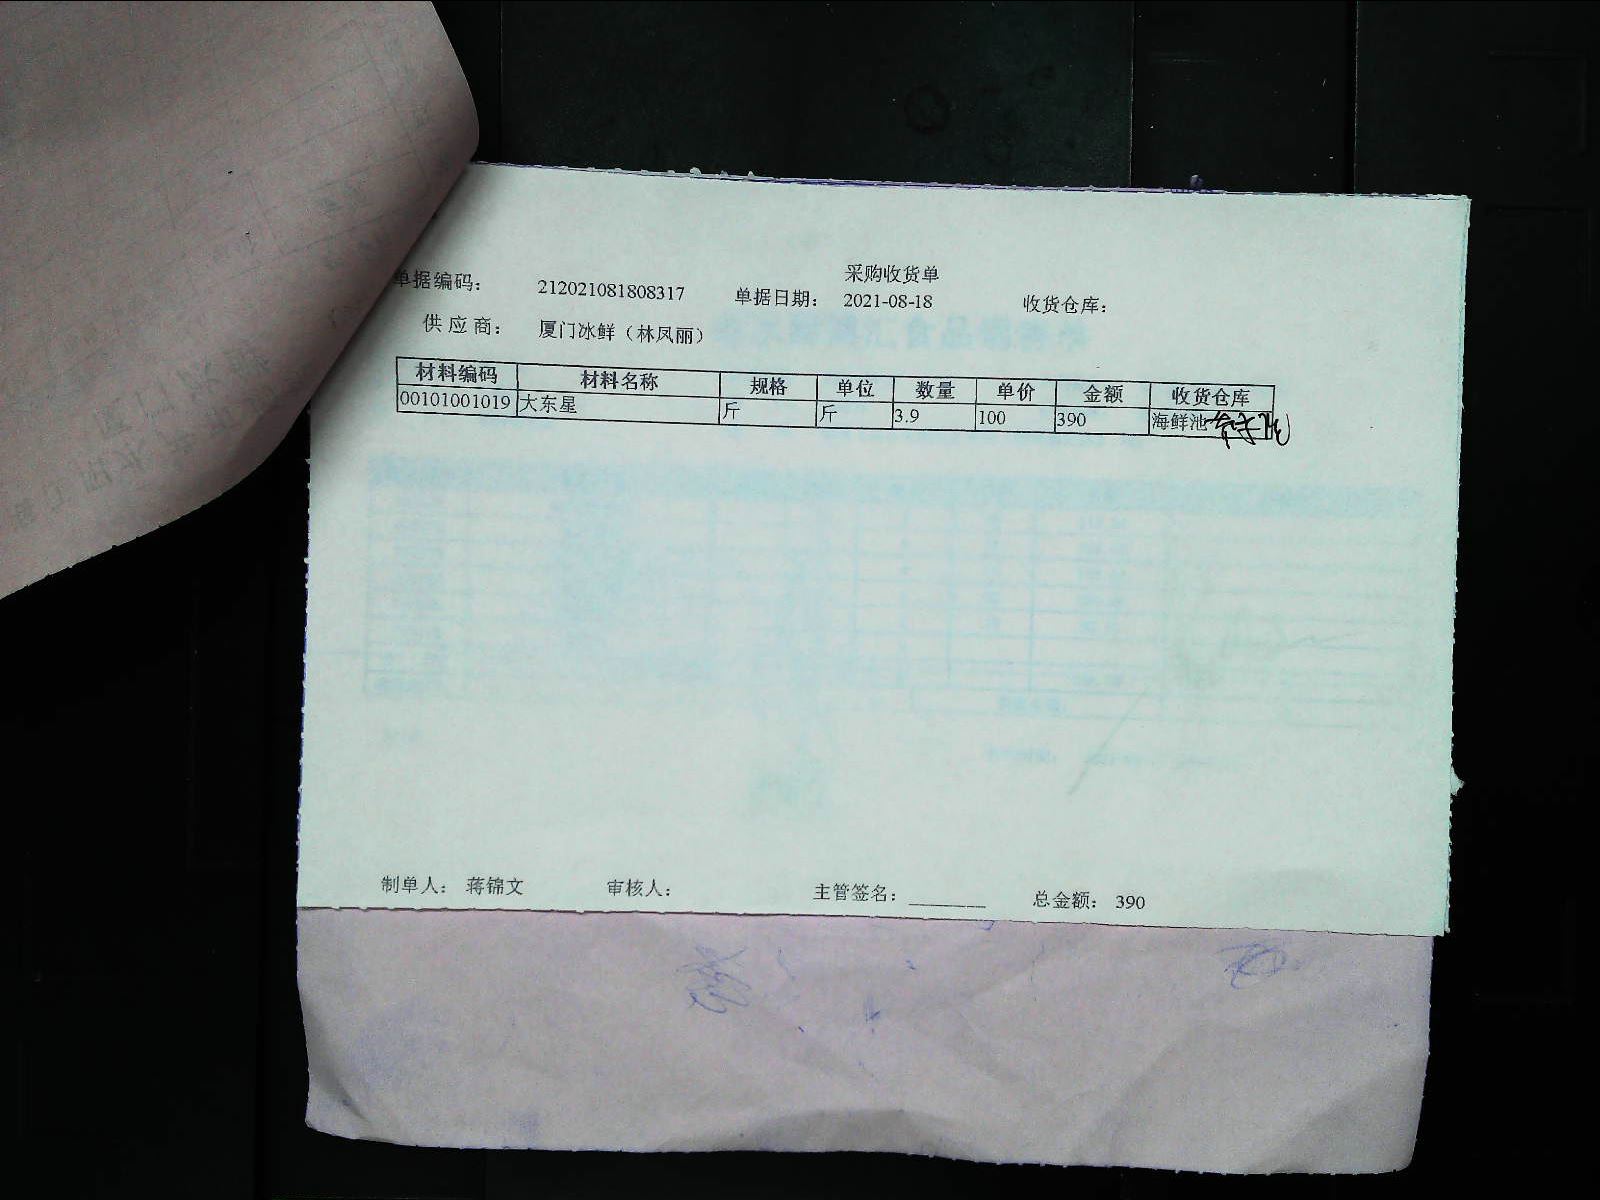 采购收货单
单据编码： 212021081808317 单据日期： 2021-08-18 收货仓库：
供应商： 厦门冰鲜（林凤丽）
材料编码 材料名称 规格 单位 数量 单价 金额 收货仓库
00101001019 大东星 斤 斤 3.9 100 390 海鲜池
制单人： 蒋锦文 审核人： 主管签名：________ 总金额： 390